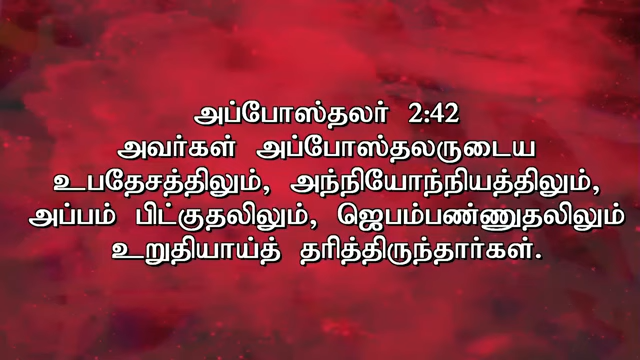 அப்போஸ்தலர் 2:42
அவர்கள் அப்போஸ்தலருடைய
உபதேசத்திலும், அந்நியோந்நியத்திலும்,
அப்பம் பிட்குதலிலும், ஜெபம்பண்ணுதலிலும்
உறுதியாய்த் தரித்திருந்தார்கள்.